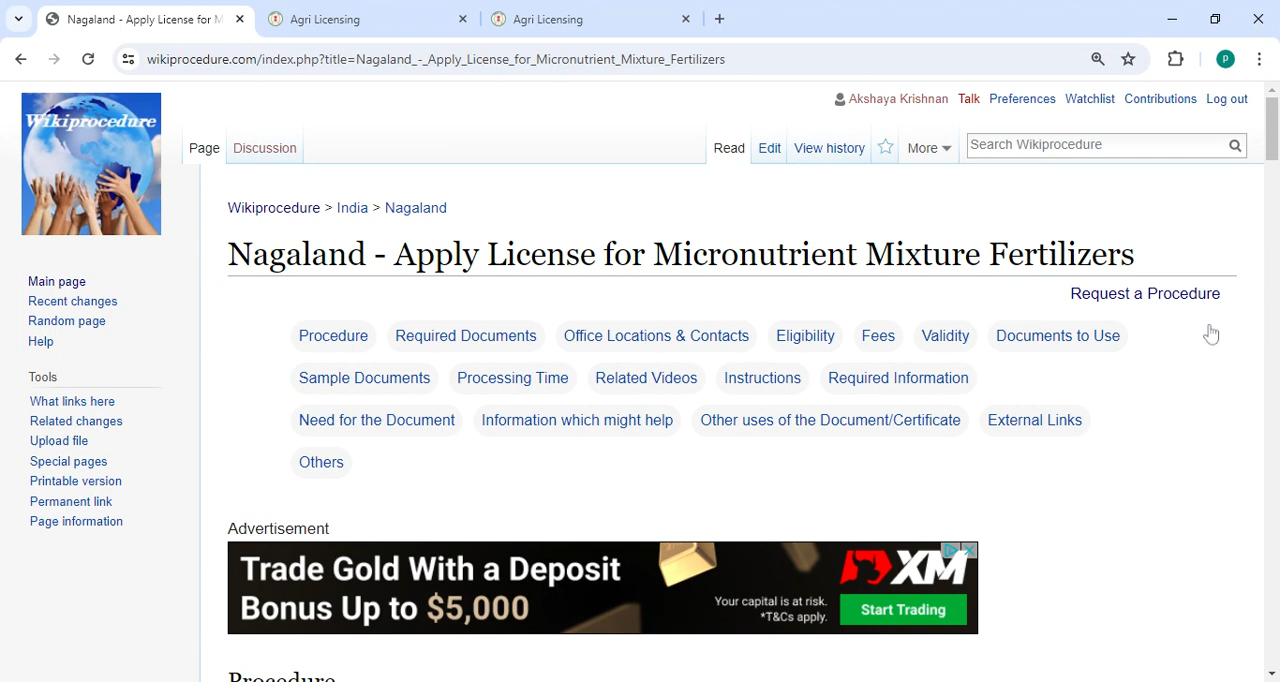 Nagaland - Apply License for M
Agri Licensing
Agri Licensing
wikiprocedure.com/index.php?title=Nagaland_-_Apply_License_for_Micronutrient_Mixture_Fertilizers
P
Wikiprocedure
Akshaya Krishnan Talk Preferences Watchlist Contributions Log out
Page Discussion Read Edit View history More Search Wikiprocedure
Wikiprocedure > India > Nagaland
Nagaland - Apply License for Micronutrient Mixture Fertilizers
Request a Procedure
Main page
Recent changes
Random page
Help
Tools
What links here
Related changes
Upload file
Special pages
Printable version
Permanent link
Page information
Procedure Required Documents Office Locations & Contacts Eligibility Fees Validity Documents to Use
Sample Documents Processing Time Related Videos Instructions Required Information
Need for the Document Information which might help Other uses of the Document/Certificate External Links
Others
Advertisement
Trade Gold With a Deposit
Bonus Up to $5,000
Your capital is at risk.
*T&Cs apply.
XM
Start Trading
Procedure